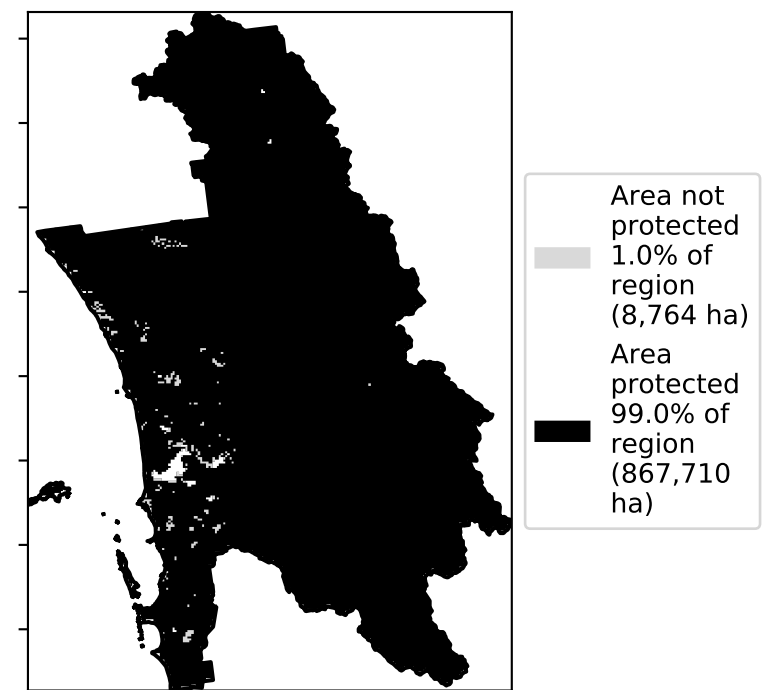 Area not
protected
1.0% of
region
(8,764 ha)
Area
protected
99.0% of
region
(867,710
ha)